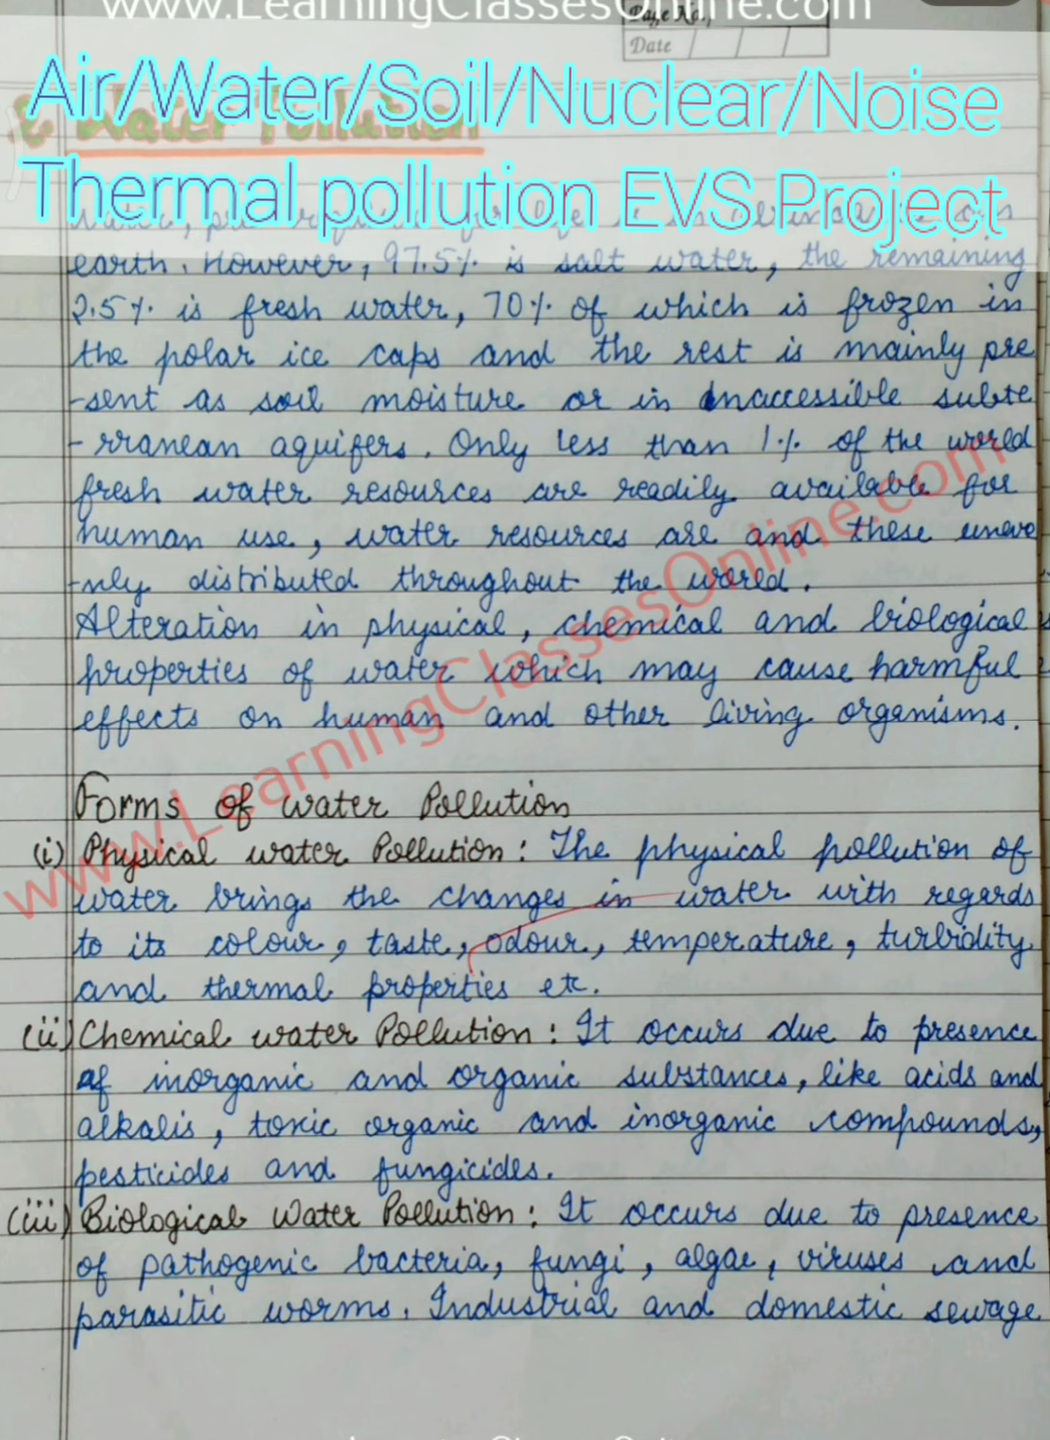 www.LearningClassesOnline.com
Page No.
Date
Air/Water/Soil/Nuclear/Noise
Water Pollution
Thermal pollution EVS Project
earth. However, 97.5% is salt water, the remaining
2.5% is fresh water, 70% of which is frozen in
the polar ice caps and the rest is mainly pre
-sent as soil moisture or in inaccessible subte
-rranean aquifers. Only less than 1% of the world
fresh water resources are readily available for
human use, water resources are and these uneve
-nly distributed throughout the world.
Alteration in physical, chemical and biological
properties of water which may cause harmful
effects on human and other living organisms.
www.LearningClassesOnline.com
Forms of water Pollution
(i) Physical water Pollution: The physical pollution of
water brings the changes in water with regards
to its colour, taste, odour, temperature, turbidity
and thermal properties etc.
(ii) Chemical water Pollution: It occurs due to presence
of inorganic and organic substances, like acids and
alkalis, toxic organic and inorganic compounds,
pesticides and fungicides.
(iii) Biological Water Pollution: It occurs due to presence
of pathogenic bacteria, fungi, algae, viruses and
parasitic worms. Industrial and domestic sewage